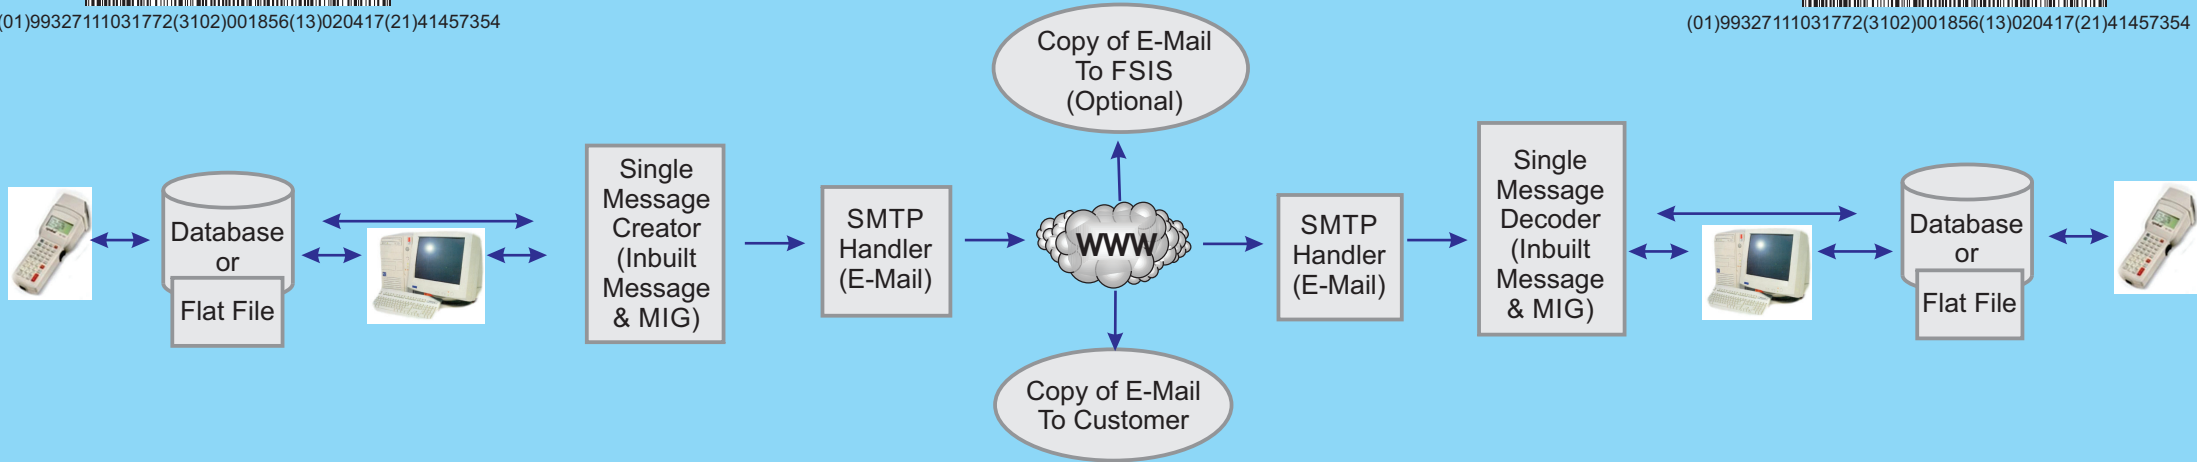 (01)99327111031772(3102)001856(13)020417(21)41457354
(01)99327111031772(3102)001856(13)020417(21)41457354
Copy of E-Mail
To FSIS
(Optional)
Database
or
Flat File
Single
Message
Creator
(Inbuilt
Message
& MIG)
SMTP
Handler
(E-Mail)
WWW
SMTP
Handler
(E-Mail)
Single
Message
Decoder
(Inbuilt
Message
& MIG)
Database
or
Flat File
Copy of E-Mail
To Customer